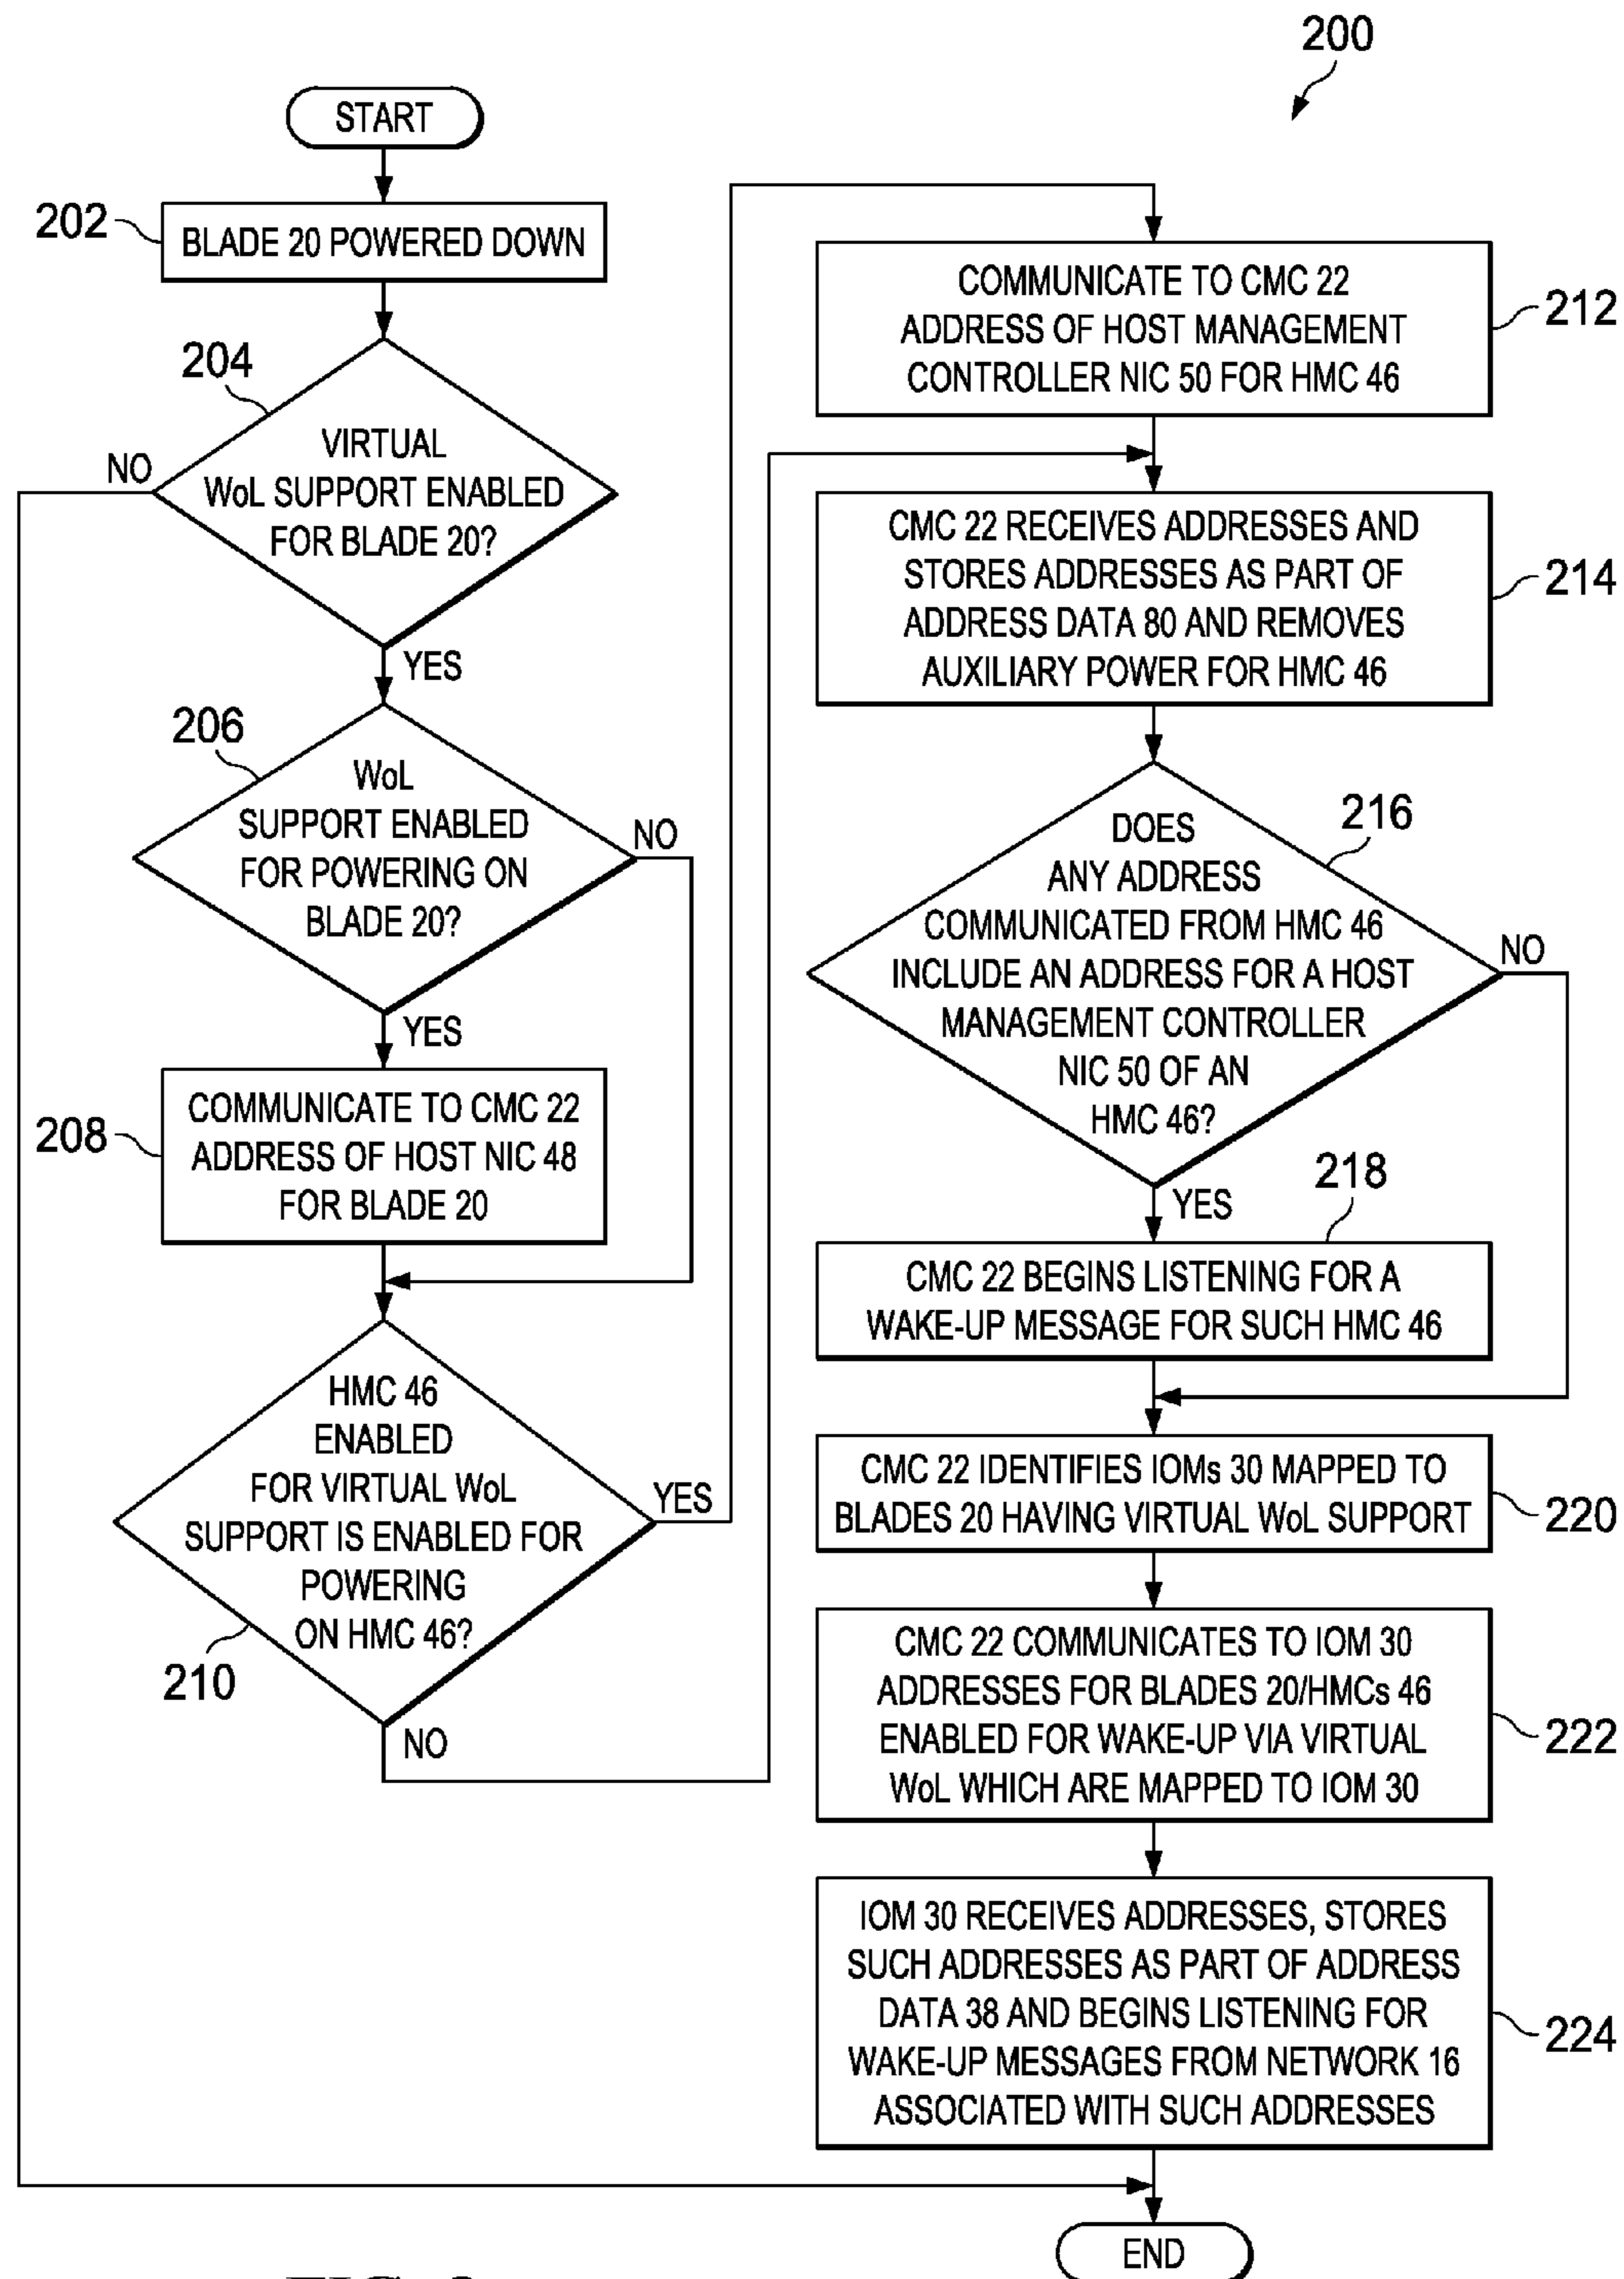 200
START
202
BLADE 20 POWERED DOWN
204
VIRTUAL
WoL SUPPORT ENABLED
FOR BLADE 20?
NO
YES
206
WoL
SUPPORT ENABLED
FOR POWERING ON
BLADE 20?
NO
YES
208
COMMUNICATE TO CMC 22
ADDRESS OF HOST NIC 48
FOR BLADE 20
HMC 46
ENABLED
FOR VIRTUAL WoL
SUPPORT IS ENABLED FOR
POWERING
ON HMC 46?
YES
210
NO
COMMUNICATE TO CMC 22
ADDRESS OF HOST MANAGEMENT
CONTROLLER NIC 50 FOR HMC 46
212
CMC 22 RECEIVES ADDRESSES AND
STORES ADDRESSES AS PART OF
ADDRESS DATA 80 AND REMOVES
AUXILIARY POWER FOR HMC 46
214
DOES
ANY ADDRESS
COMMUNICATED FROM HMC 46
INCLUDE AN ADDRESS FOR A HOST
MANAGEMENT CONTROLLER
NIC 50 OF AN
HMC 46?
216
NO
YES
218
CMC 22 BEGINS LISTENING FOR A
WAKE-UP MESSAGE FOR SUCH HMC 46
CMC 22 IDENTIFIES IOMs 30 MAPPED TO
BLADES 20 HAVING VIRTUAL WoL SUPPORT
220
CMC 22 COMMUNICATES TO IOM 30
ADDRESSES FOR BLADES 20/HMCs 46
ENABLED FOR WAKE-UP VIA VIRTUAL
WoL WHICH ARE MAPPED TO IOM 30
222
IOM 30 RECEIVES ADDRESSES, STORES
SUCH ADDRESSES AS PART OF ADDRESS
DATA 38 AND BEGINS LISTENING FOR
WAKE-UP MESSAGES FROM NETWORK 16
ASSOCIATED WITH SUCH ADDRESSES
224
END